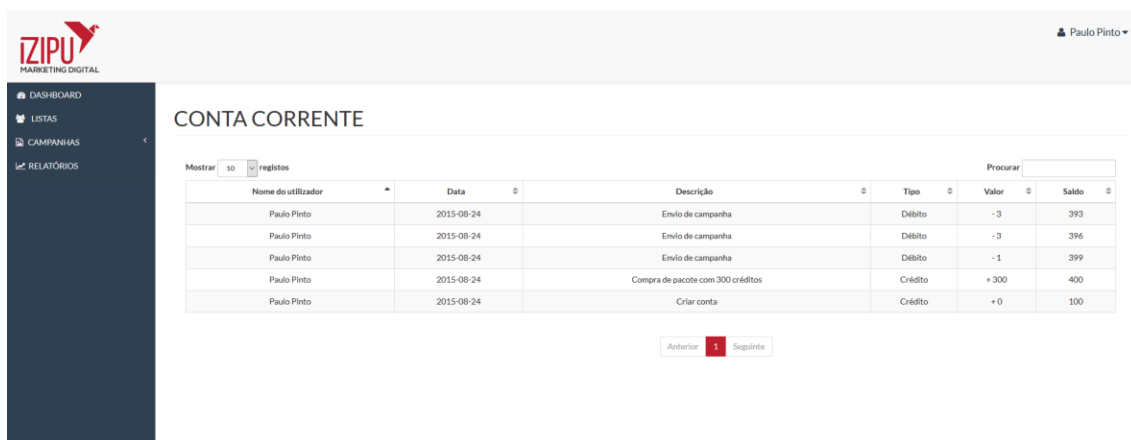 iZIPU
MARKETING DIGITAL
Paulo Pinto
DASHBOARD
LISTAS
CAMPANHAS
RELATÓRIOS
CONTA CORRENTE
Mostrar 10 registos Procurar
Nome do utilizador Data Descrição Tipo Valor Saldo
Paulo Pinto 2015-08-24 Envio de campanha Débito - 3 393
Paulo Pinto 2015-08-24 Envio de campanha Débito - 3 396
Paulo Pinto 2015-08-24 Envio de campanha Débito - 1 399
Paulo Pinto 2015-08-24 Compra de pacote com 300 créditos Crédito + 300 400
Paulo Pinto 2015-08-24 Criar conta Crédito + 0 100
Anterior 1 Seguinte